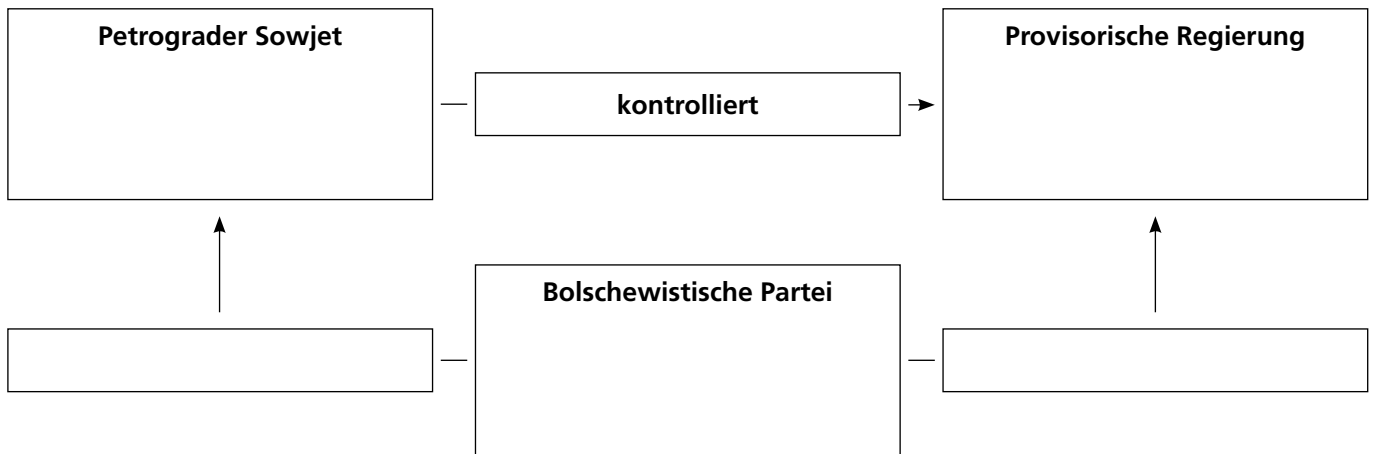 Petrograder Sowjet
Provisorische Regierung
kontrolliert
Bolschewistische Partei